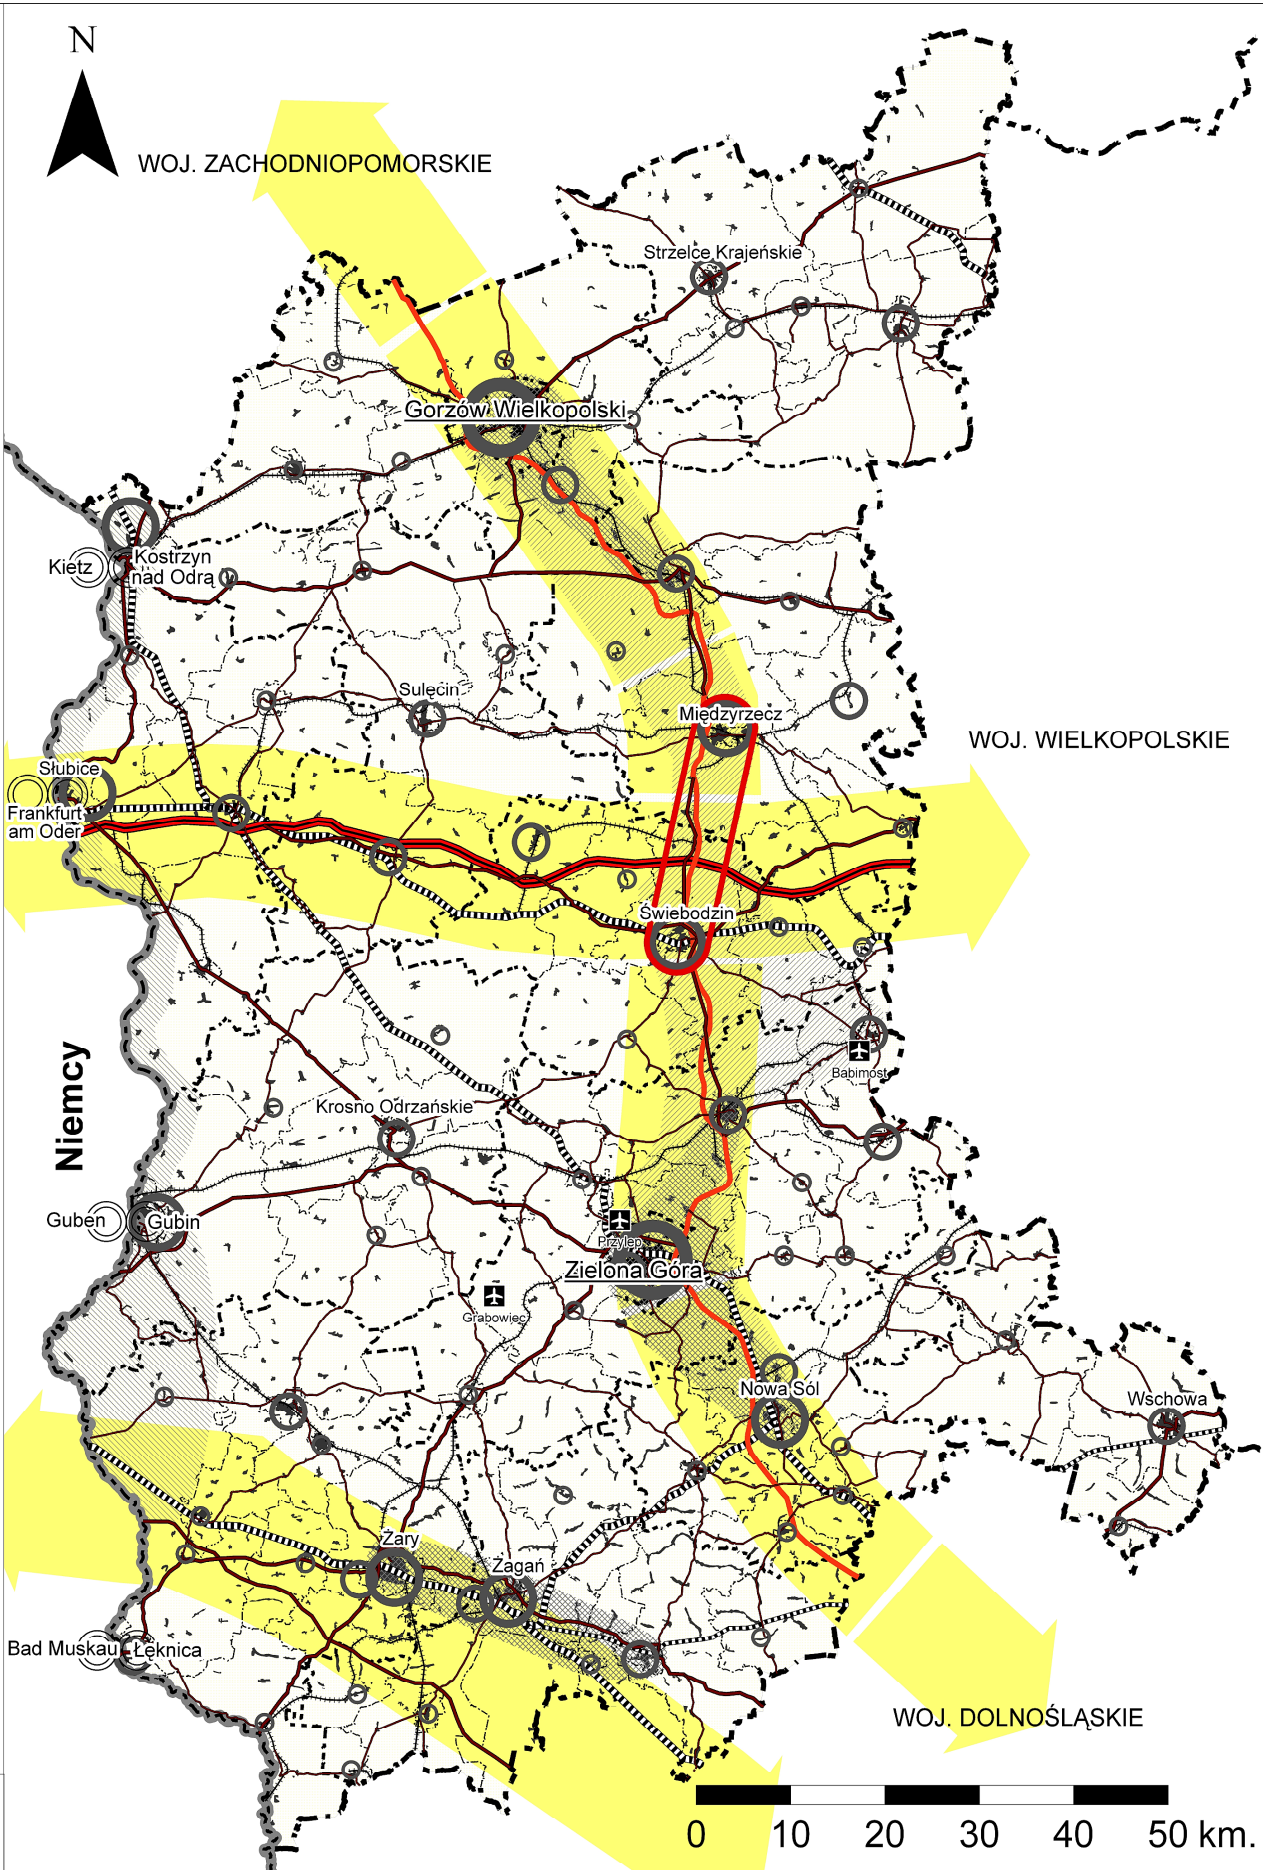 N
WOJ. ZACHODNIOPOMORSKIE
Strzelce Krajeńskie
Gorzów Wielkopolski
Kostrzyn
nad Odrą
Kietz
Sulęcin
Międzyrzecz
WOJ. WIELKOPOLSKIE
Słubice
Frankfurt
am Oder
Świebodzin
Niemcy
Babimost
Krosno Odrzańskie
Guben
Gubin
Przylep
Zielona Góra
Grabowiec
Nowa Sól
Wschowa
Żary
Żagań
Bad Muskau
Łęknica
WOJ. DOLNOŚLĄSKIE
0 10 20 30 40 50 km.